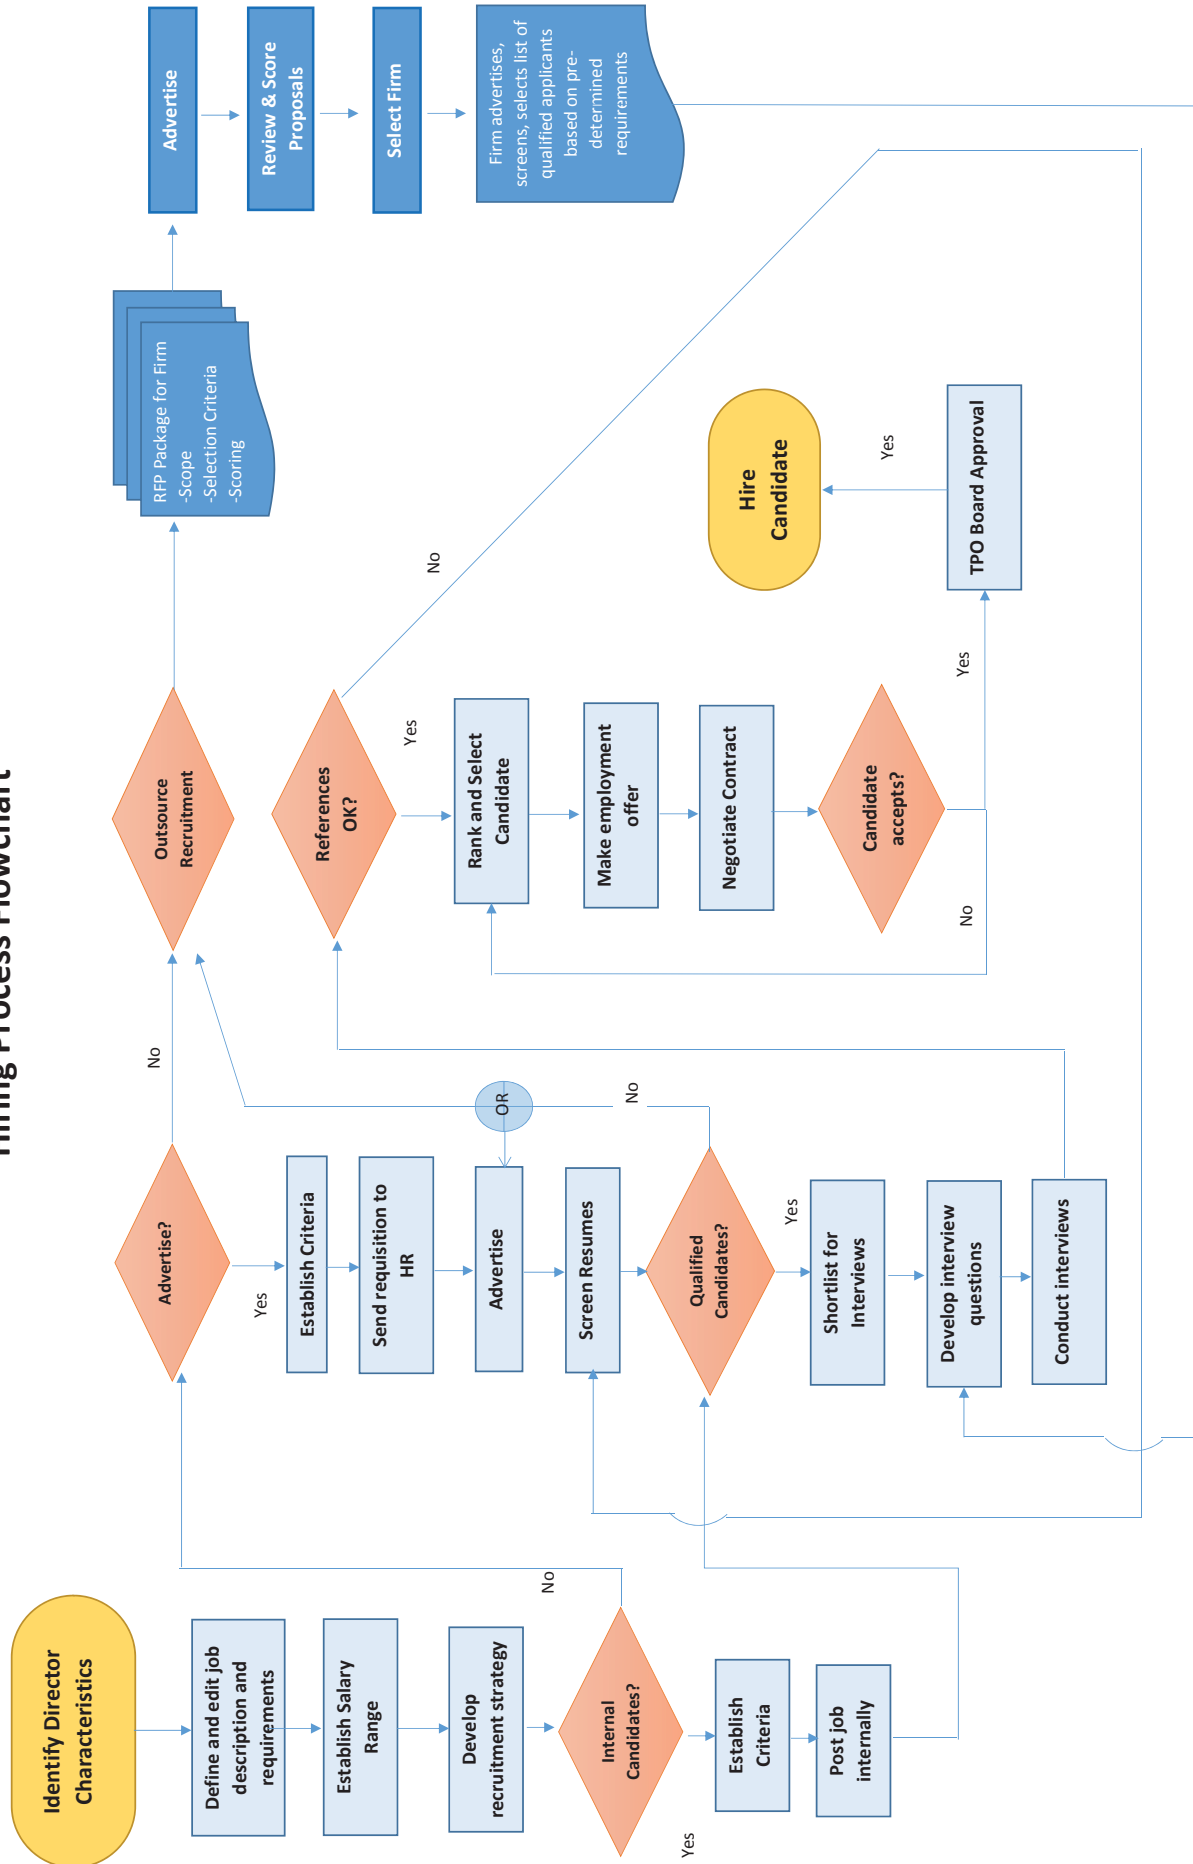 Hiring Process Flowchart
Identify Director
Characteristics
Define and edit job
description and
requirements
Establish Salary
Range
Develop
recruitment strategy
Internal
Candidates?
No
Yes
Establish
Criteria
Post job
internally
Advertise?
No
Yes
Establish Criteria
Send requisition to
HR
Advertise
OR
Screen Resumes
Qualified
Candidates?
No
Yes
Shortlist for
Interviews
Develop interview
questions
Conduct interviews
Outsource
Recruitment
References
OK?
No
Yes
Rank and Select
Candidate
Make employment
offer
Negotiate Contract
Candidate
accepts?
No
Yes
TPO Board Approval
Yes
Hire
Candidate
RFP Package for Firm
-Scope
-Selection Criteria
-Scoring
Advertise
Review & Score
Proposals
Select Firm
Firm advertises,
screens, selects list of
qualified applicants
based on pre-
determined
requirements